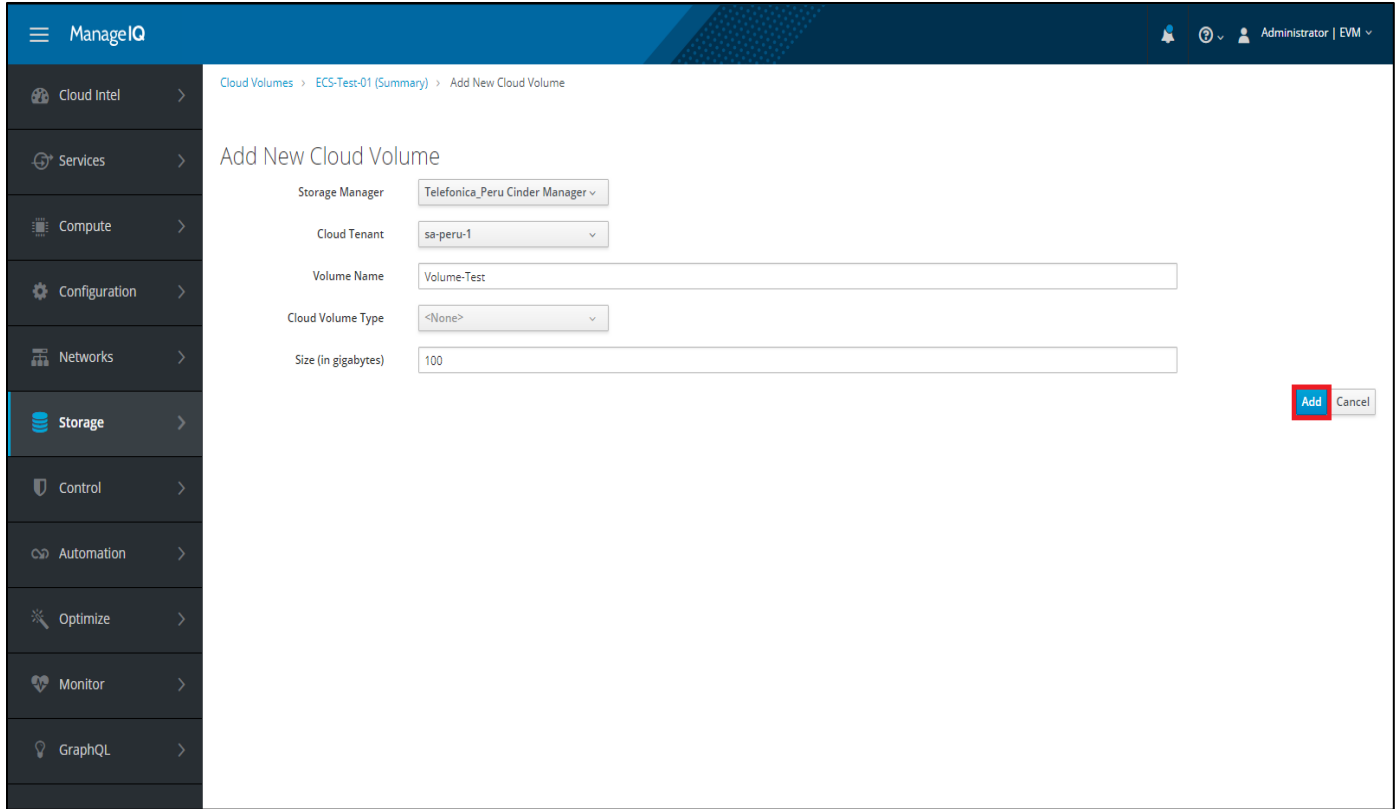 ManageIQ
Administrator | EVM
Cloud Intel
Services
Compute
Configuration
Networks
Storage
Control
Automation
Optimize
Monitor
GraphQL
Cloud Volumes > ECS-Test-01 (Summary) > Add New Cloud Volume
Add New Cloud Volume
Storage Manager Telefonica_Peru Cinder Manager
Cloud Tenant sa-peru-1
Volume Name Volume-Test
Cloud Volume Type <None>
Size (in gigabytes) 100
Add Cancel